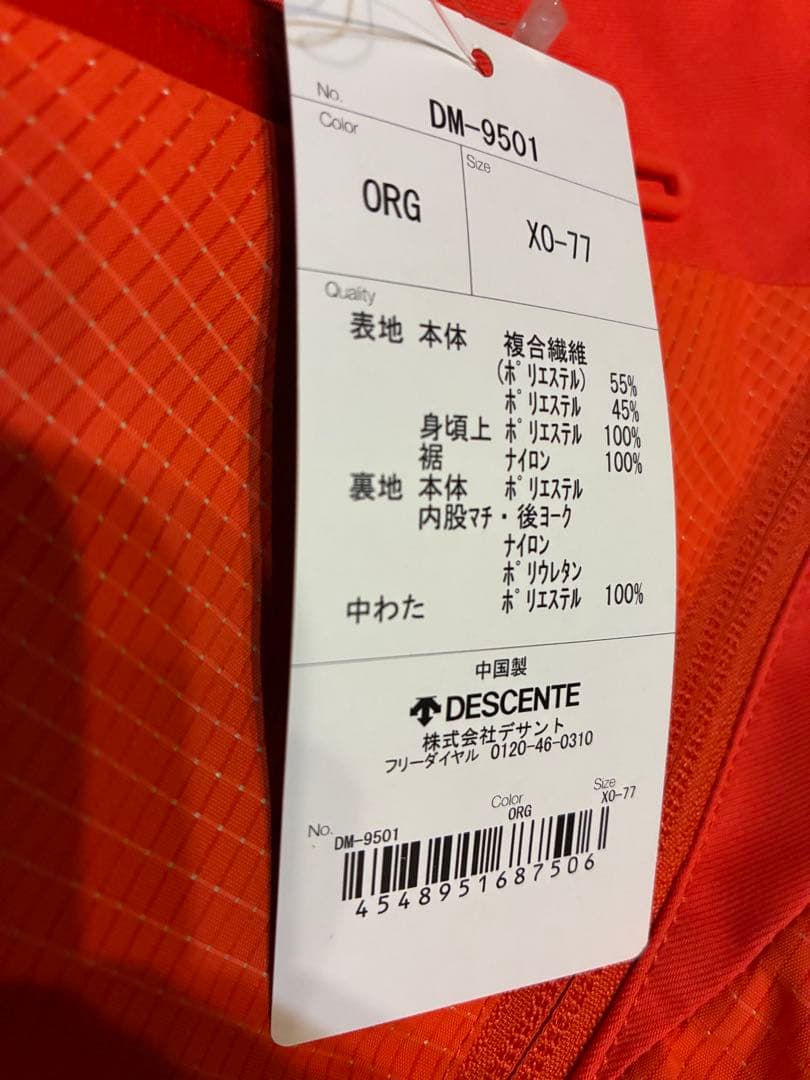 No. DM-9501
Color Size
ORG XO-77
Quality
表地 本体 複合繊維
(ポリエステル) 55%
ポリエステル 45%
身頃上 ポリエステル 100%
裾 ナイロン 100%
裏地 本体 ポリエステル
内股マチ・後ヨーク
ナイロン
ポリウレタン
中わた ポリエステル 100%
中国製
DESCENTE
株式会社デサント
フリーダイヤル 0120-46-0310
No. Color Size
DM-9501 ORG XO-77
4548951687506